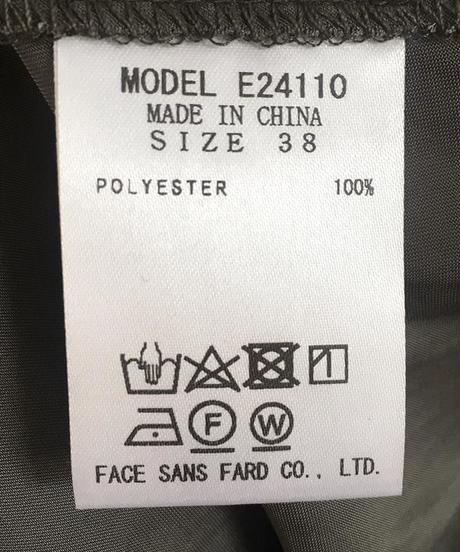 MODEL E24110
MADE IN CHINA
SIZE 38
POLYESTER 100%
F W
FACE SANS FARD CO., LTD.